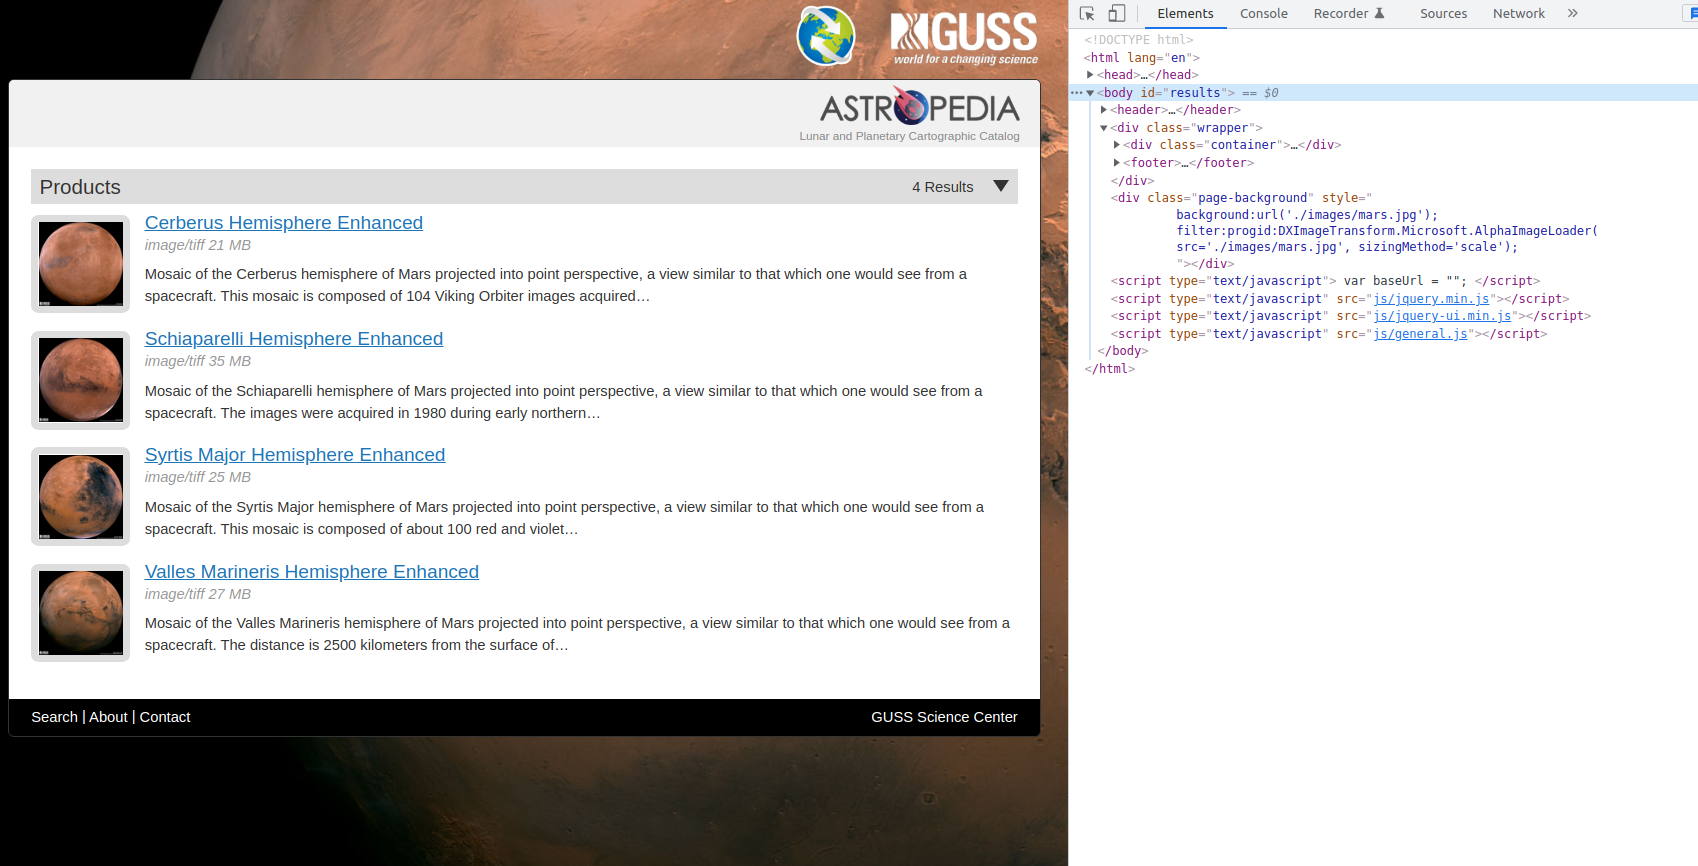 GUSS
world for a changing science
ASTROPEDIA
Lunar and Planetary Cartographic Catalog
Products
4 Results
Cerberus Hemisphere Enhanced
image/tiff 21 MB
Mosaic of the Cerberus hemisphere of Mars projected into point perspective, a view similar to that which one would see from a
spacecraft. This mosaic is composed of 104 Viking Orbiter images acquired…
Schiaparelli Hemisphere Enhanced
image/tiff 35 MB
Mosaic of the Schiaparelli hemisphere of Mars projected into point perspective, a view similar to that which one would see from a
spacecraft. The images were acquired in 1980 during early northern…
Syrtis Major Hemisphere Enhanced
image/tiff 25 MB
Mosaic of the Syrtis Major hemisphere of Mars projected into point perspective, a view similar to that which one would see from a
spacecraft. This mosaic is composed of about 100 red and violet…
Valles Marineris Hemisphere Enhanced
image/tiff 27 MB
Mosaic of the Valles Marineris hemisphere of Mars projected into point perspective, a view similar to that which one would see from a
spacecraft. The distance is 2500 kilometers from the surface of…
Search | About | Contact
GUSS Science Center
Elements Console Recorder Sources Network
<!DOCTYPE html>
<html lang="en">
<head>…</head>
<body id="results"> == $0
<header>…</header>
<div class="wrapper">
<div class="container">…</div>
<footer>…</footer>
</div>
<div class="page-background" style="
background:url('./images/mars.jpg');
filter:progid:DXImageTransform.Microsoft.AlphaImageLoader(
src='./images/mars.jpg', sizingMethod='scale');
"></div>
<script type="text/javascript"> var baseUrl = ""; </script>
<script type="text/javascript" src="js/jquery.min.js"></script>
<script type="text/javascript" src="js/jquery-ui.min.js"></script>
<script type="text/javascript" src="js/general.js"></script>
</body>
</html>